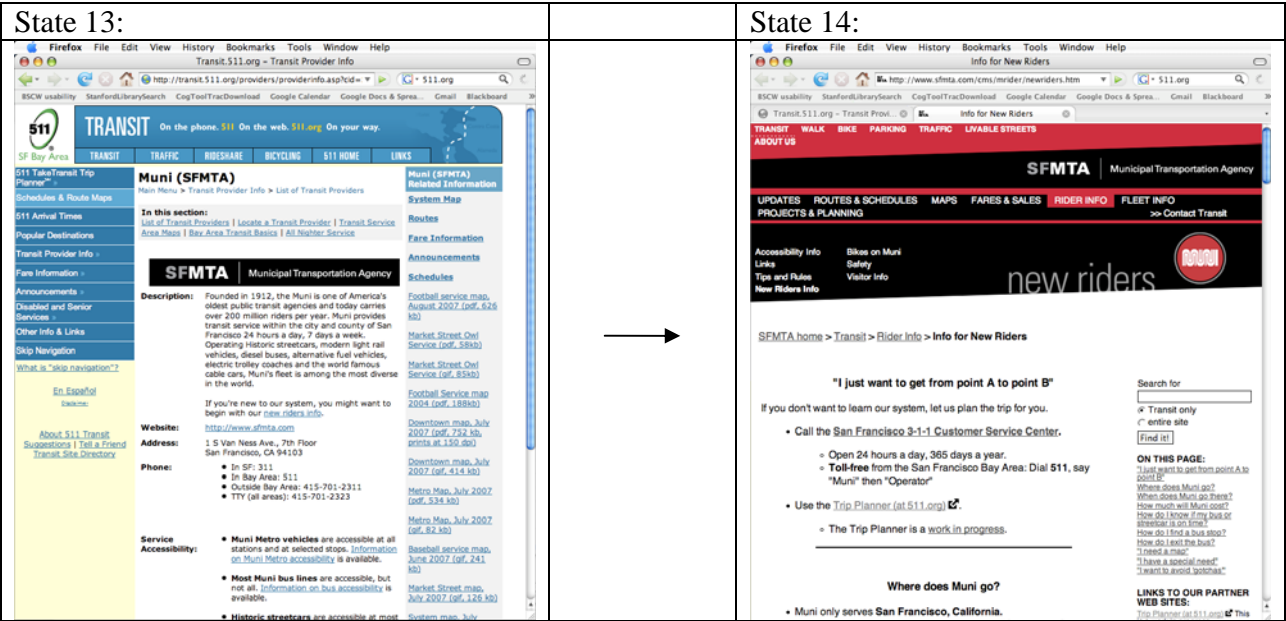 State 13:
Firefox File Edit View History Bookmarks Tools Window Help
Transit.511.org – Transit Provider Info
http://transit.511.org/providers/providerinfo.asp?cid=
511.org
BSCW usability StanfordLibrarySearch CogToolTracDownload Google Calendar Google Docs & Sprea... Gmail Blackboard
511
SF Bay Area
TRANSIT On the phone. 511 On the web. 511.org On your way.
TRANSIT TRAFFIC RIDESHARE BICYCLING 511 HOME LINKS
511 TakeTransit Trip
Planner℠ »
Schedules & Route Maps
511 Arrival Times
Popular Destinations
Transit Provider Info »
Fare Information »
Announcements »
Disabled and Senior
Services »
Other Info & Links
Skip Navigation
What is "skip navigation"?
En Español
About 511 Transit
Suggestions | Tell a Friend
Transit Site Directory
Muni (SFMTA)
Main Menu > Transit Provider Info > List of Transit Providers
In this section:
List of Transit Providers | Locate a Transit Provider | Transit Service
Area Maps | Bay Area Transit Basics | All Nighter Service
SFMTA | Municipal Transportation Agency
Description: Founded in 1912, the Muni is one of America's
oldest public transit agencies and today carries
over 200 million riders per year. Muni provides
transit service within the city and county of San
Francisco 24 hours a day, 7 days a week.
Operating Historic streetcars, modern light rail
vehicles, diesel buses, alternative fuel vehicles,
electric trolley coaches and the world famous
cable cars, Muni's fleet is among the most diverse
in the world.
If you're new to our system, you might want to
begin with our new riders info.
Website: http://www.sfmta.com
Address: 1 S Van Ness Ave., 7th Floor
San Francisco, CA 94103
Phone: • In SF: 311
• In Bay Area: 511
• Outside Bay Area: 415-701-2311
• TTY (all areas): 415-701-2323
Service
Accessibility:
• Muni Metro vehicles are accessible at all
stations and at selected stops. Information
on Muni Metro accessibility is available.
• Most Muni bus lines are accessible, but
not all. Information on bus accessibility is
available.
• Historic streetcars are accessible at most
Muni (SFMTA)
Related Information
System Map
Routes
Fare Information
Announcements
Schedules
Football service map,
August 2007 (pdf, 626
kb)
Market Street Owl
Service (pdf, 58kb)
Market Street Owl
Service (gif, 85kb)
Football Service map
2004 (pdf, 188kb)
Downtown map, July
2007 (pdf, 752 kb,
prints at 150 dpi)
Downtown map, July
2007 (gif, 414 kb)
Metro Map, July 2007
(pdf, 534 kb)
Metro Map, July 2007
(gif, 82 kb)
Baseball service map,
June 2007 (gif, 241
kb)
Market Street map,
July 2007 (gif, 126 kb)
System map, July
State 14:
Firefox File Edit View History Bookmarks Tools Window Help
Info for New Riders
http://www.sfmta.com/cms/mrider/newriders.htm
511.org
BSCW usability StanfordLibrarySearch CogToolTracDownload Google Calendar Google Docs & Sprea... Gmail Blackboard
Transit.511.org – Transit Provi... Info for New Riders
TRANSIT WALK BIKE PARKING TRAFFIC LIVABLE STREETS
ABOUT US
SFMTA | Municipal Transportation Agency
UPDATES ROUTES & SCHEDULES MAPS FARES & SALES RIDER INFO FLEET INFO
PROJECTS & PLANNING >> Contact Transit
Accessibility Info Bikes on Muni
Links Safety
Tips and Rules Visitor Info
New Riders Info
new riders
SFMTA home > Transit > Rider Info > Info for New Riders
"I just want to get from point A to point B"
If you don't want to learn our system, let us plan the trip for you.
• Call the San Francisco 3-1-1 Customer Service Center.
○ Open 24 hours a day, 365 days a year.
○ Toll-free from the San Francisco Bay Area: Dial 511, say
"Muni" then "Operator"
• Use the Trip Planner (at 511.org).
○ The Trip Planner is a work in progress.
Where does Muni go?
• Muni only serves San Francisco, California.
Search for
Transit only
entire site
Find it!
ON THIS PAGE:
"I just want to get from point A to
point B"
Where does Muni go?
When does Muni go there?
How much will Muni cost?
How do I know if my bus or
streetcar is on time?
How do I find a bus stop?
How do I exit the bus?
"I need a map"
"I have a special need"
"I want to avoid 'gotchas'"
LINKS TO OUR PARTNER
WEB SITES:
Trip Planner (at 511.org) This